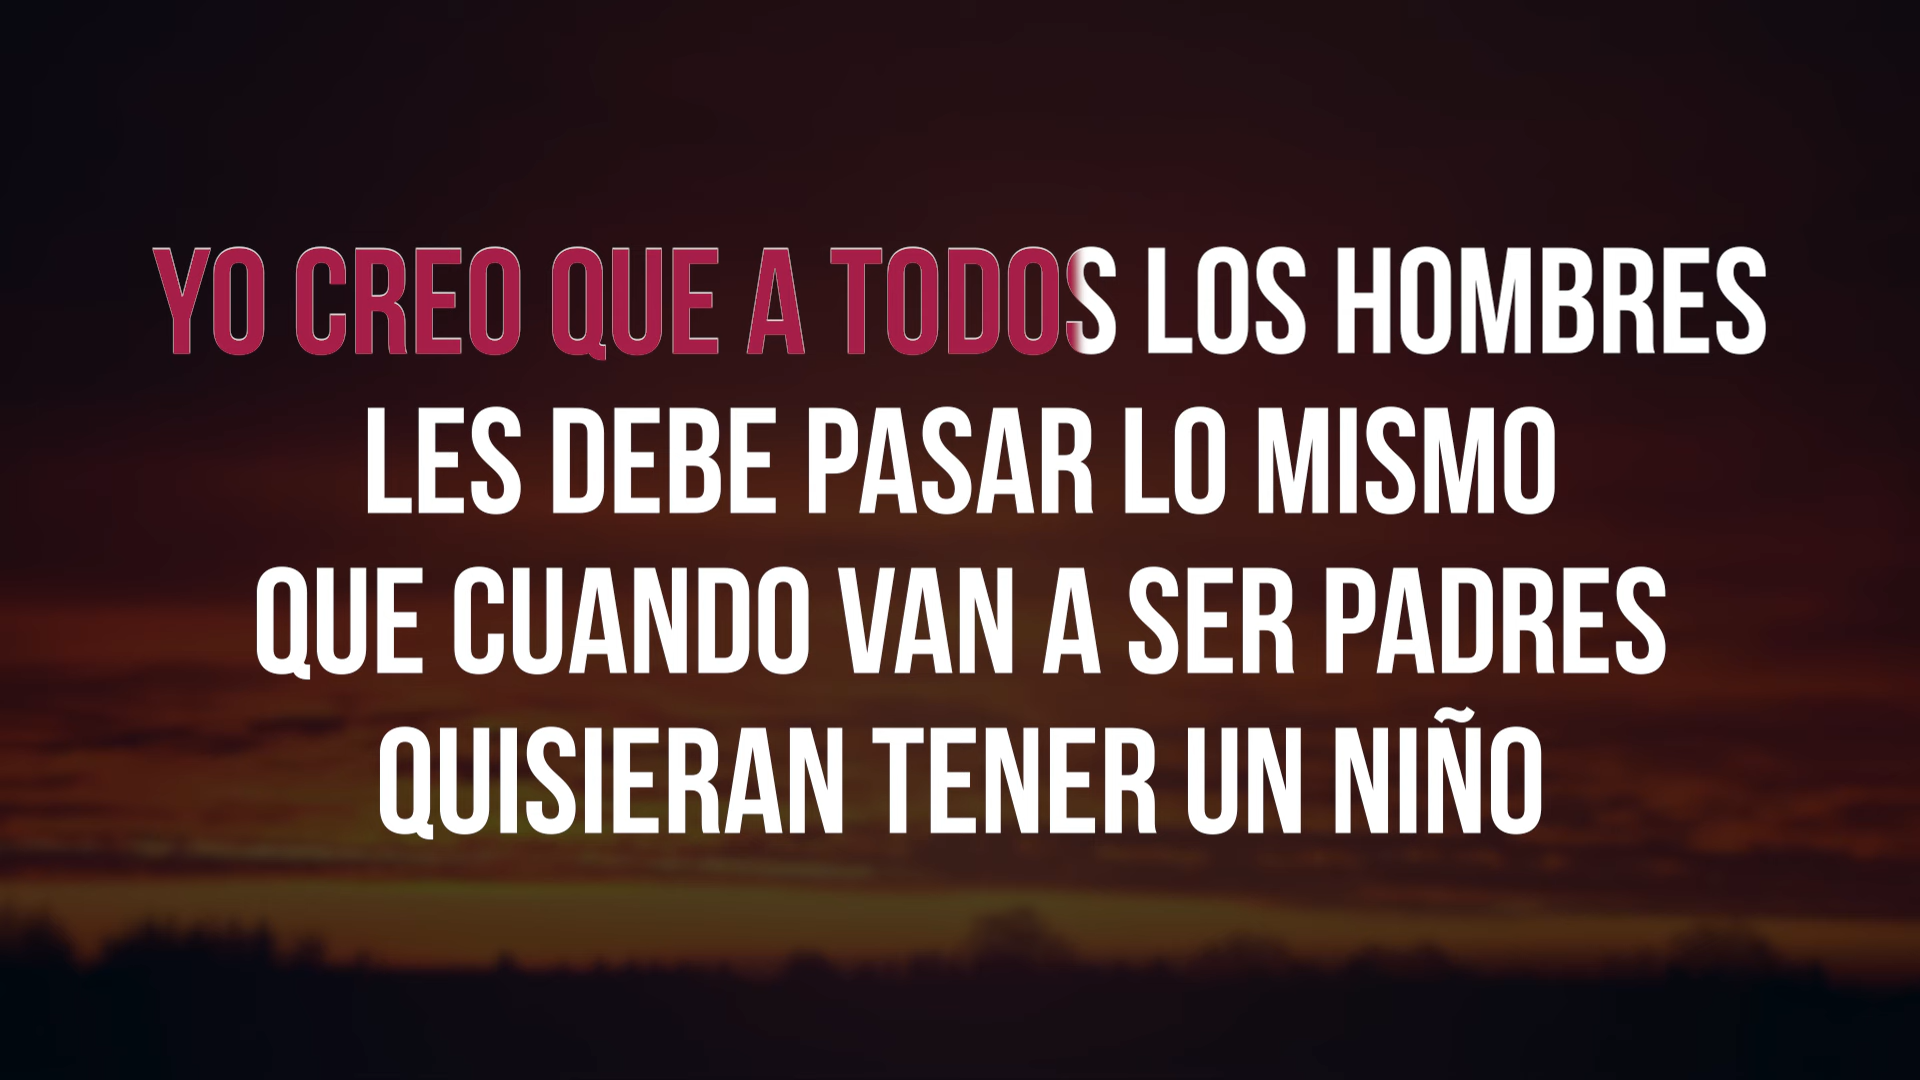 YO CREO QUE A TODOS LOS HOMBRES
LES DEBE PASAR LO MISMO
QUE CUANDO VAN A SER PADRES
QUISIERAN TENER UN NIÑO